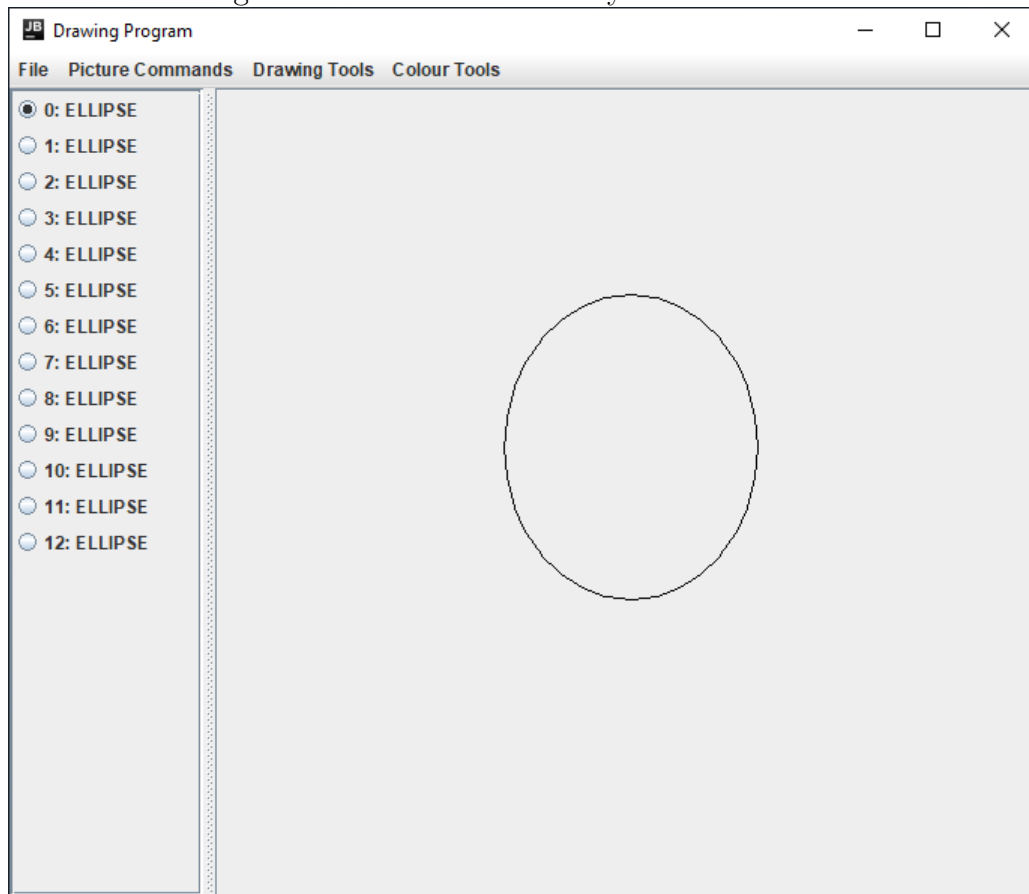 JB Drawing Program
File Picture Commands Drawing Tools Colour Tools
0: ELLIPSE
1: ELLIPSE
2: ELLIPSE
3: ELLIPSE
4: ELLIPSE
5: ELLIPSE
6: ELLIPSE
7: ELLIPSE
8: ELLIPSE
9: ELLIPSE
10: ELLIPSE
11: ELLIPSE
12: ELLIPSE